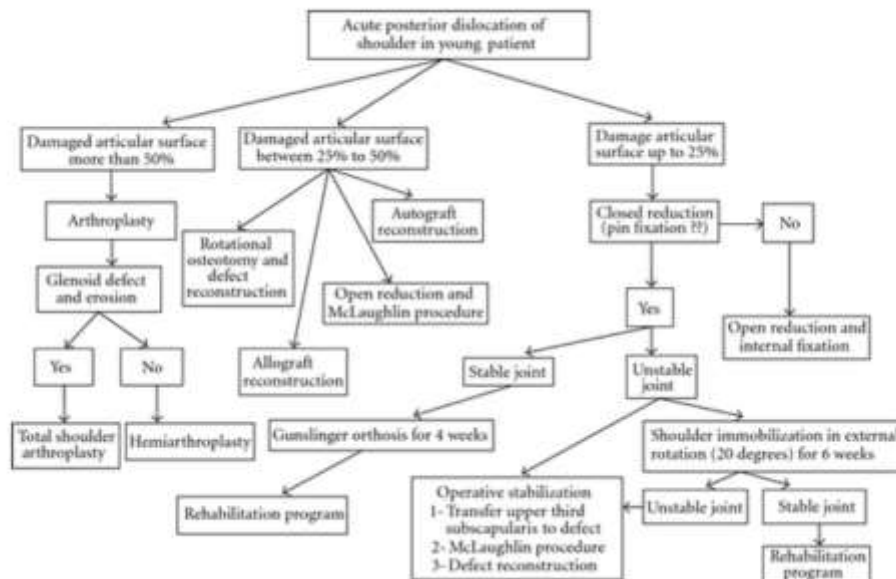 Acute posterior dislocation of
shoulder in young patient
Damaged articular surface
more than 50%
Damaged articular surface
between 25% to 50%
Damage articular
surface up to 25%
Arthroplasty
Autograft
reconstruction
Closed reduction
(pin fixation ??)
No
Rotational
osteotomy and
defect
reconstruction
Glenoid defect
and erosion
Open reduction and
McLaughlin procedure
Yes
Open reduction and
internal fixation
Yes
No
Allograft
reconstruction
Stable joint
Unstable
joint
Total shoulder
arthroplasty
Hemiarthroplasty
Gunslinger orthosis for 4 weeks
Shoulder immobilization in external
rotation (20 degrees) for 6 weeks
Rehabilitation program
Operative stabilization
1- Transfer upper third
subscapularis to defect
2- McLaughlin procedure
3- Defect reconstruction
Unstable joint
Stable joint
Rehabilitation
program